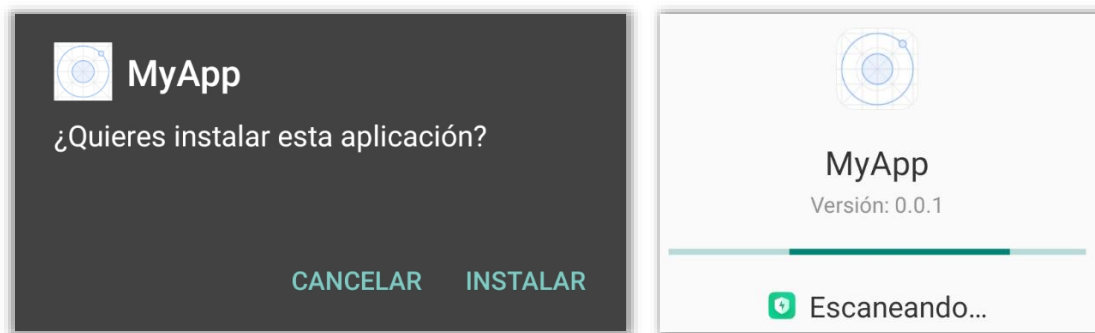 MyApp
¿Quieres instalar esta aplicación?
CANCELAR INSTALAR
MyApp
Versión: 0.0.1
Escaneando...